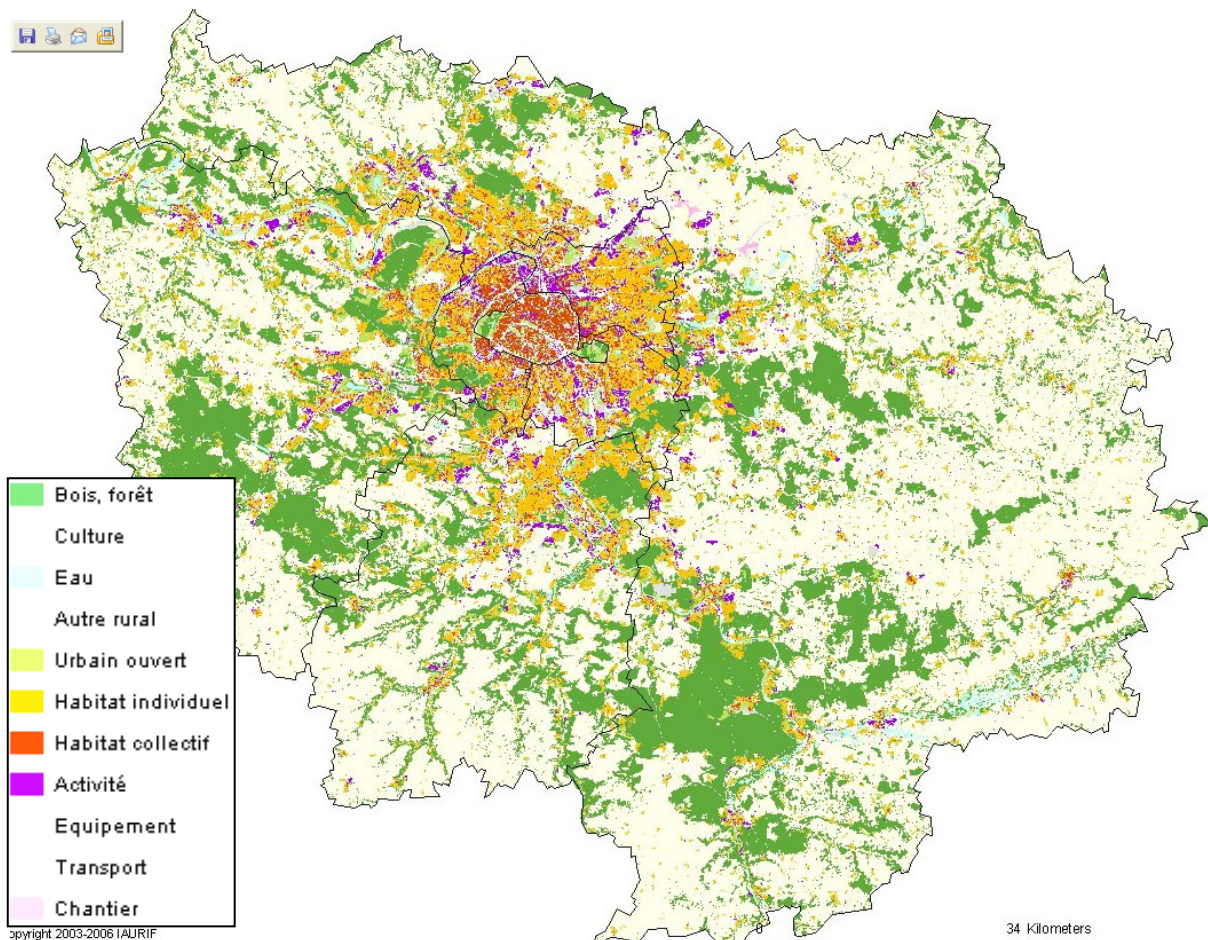 Bois, forêt
Culture
Eau
Autre rural
Urbain ouvert
Habitat individuel
Habitat collectif
Activité
Equipement
Transport
Chantier
opyright 2003-2006 IAURIF
0
34 Kilometers